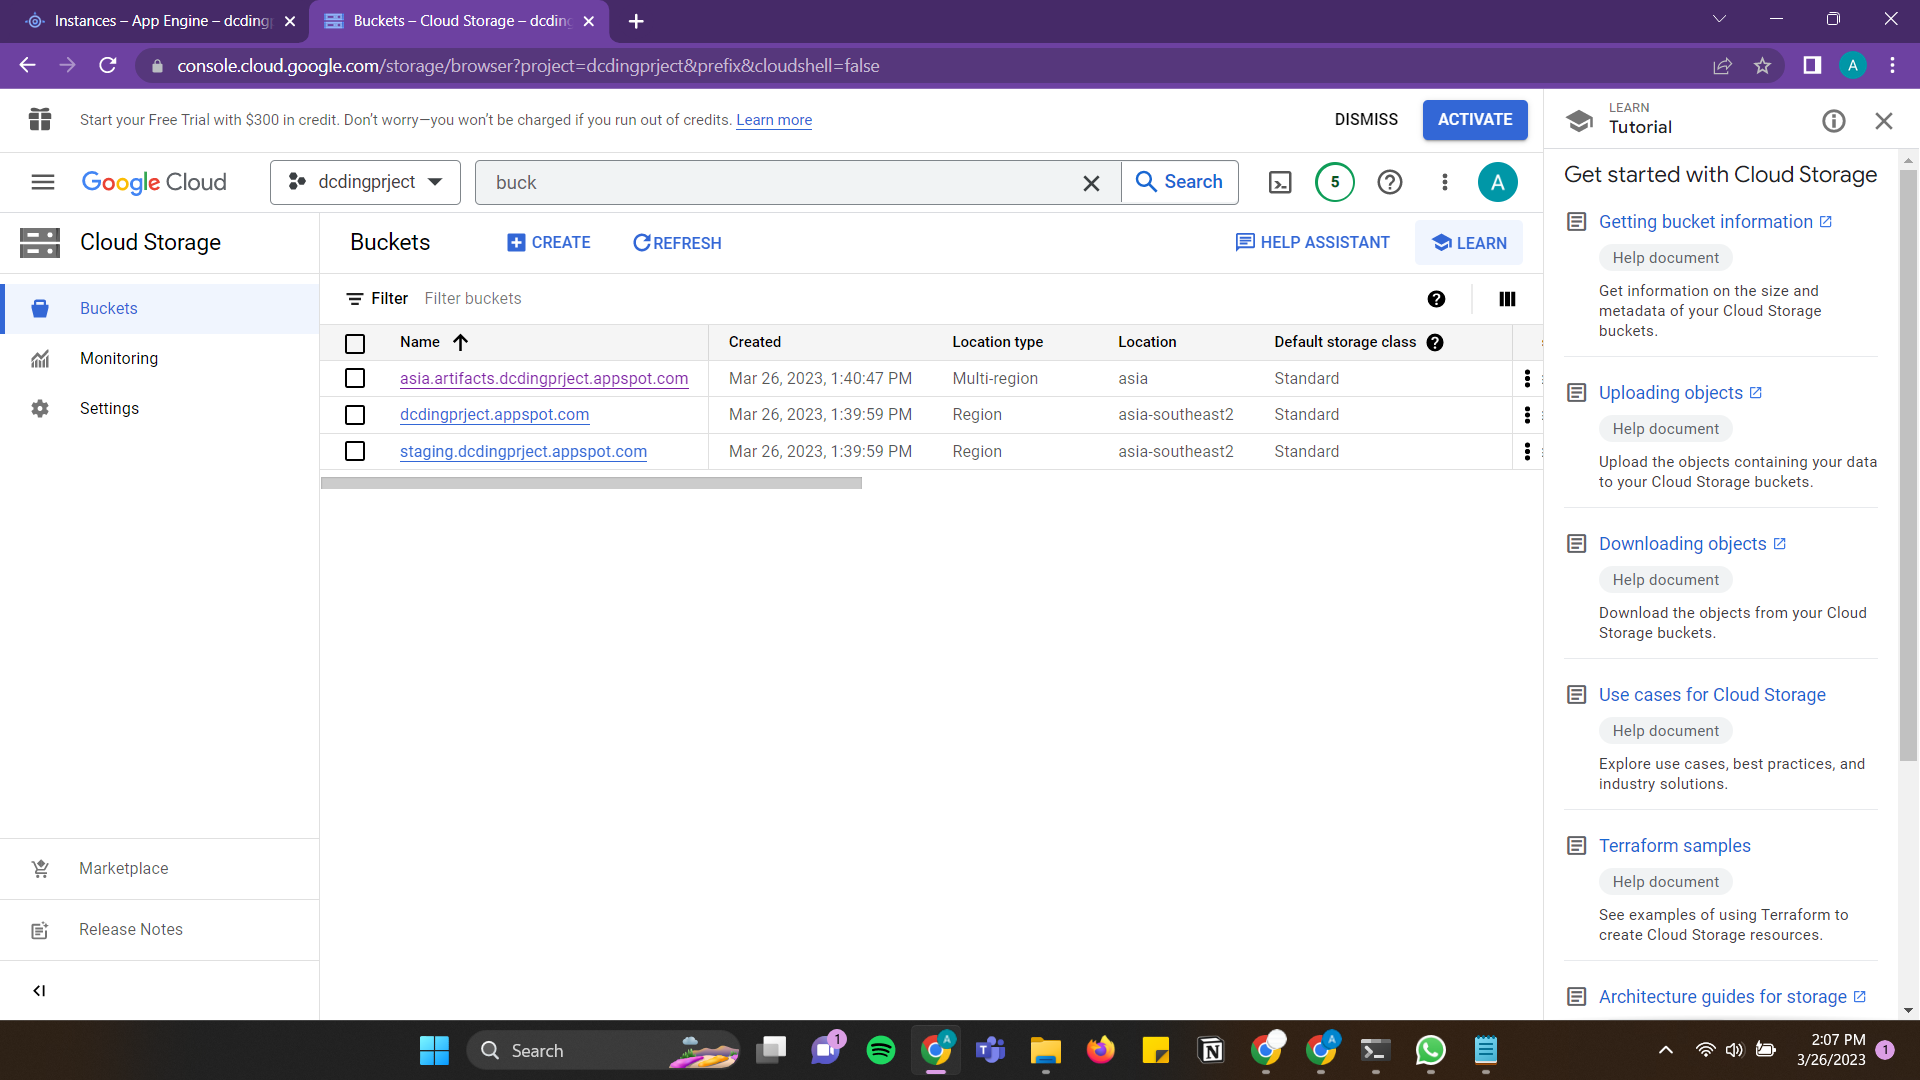 Instances – App Engine – dcding
Buckets – Cloud Storage – dcding
console.cloud.google.com/storage/browser?project=dcdingprject&prefix&cloudshell=false
A
Start your Free Trial with $300 in credit. Don't worry—you won't be charged if you run out of credits. Learn more
DISMISS
ACTIVATE
LEARN
Tutorial
Google Cloud
dcdingprject
buck
Search
5
A
Cloud Storage
Buckets
CREATE
REFRESH
HELP ASSISTANT
LEARN
Buckets
Monitoring
Settings
Filter Filter buckets
Name Created Location type Location Default storage class
asia.artifacts.dcdingprject.appspot.com Mar 26, 2023, 1:40:47 PM Multi-region asia Standard
dcdingprject.appspot.com Mar 26, 2023, 1:39:59 PM Region asia-southeast2 Standard
staging.dcdingprject.appspot.com Mar 26, 2023, 1:39:59 PM Region asia-southeast2 Standard
Marketplace
Release Notes
Get started with Cloud Storage
Getting bucket information
Help document
Get information on the size and
metadata of your Cloud Storage
buckets.
Uploading objects
Help document
Upload the objects containing your data
to your Cloud Storage buckets.
Downloading objects
Help document
Download the objects from your Cloud
Storage buckets.
Use cases for Cloud Storage
Help document
Explore use cases, best practices, and
industry solutions.
Terraform samples
Help document
See examples of using Terraform to
create Cloud Storage resources.
Architecture guides for storage
Search
1
A
A
2:07 PM
3/26/2023
1